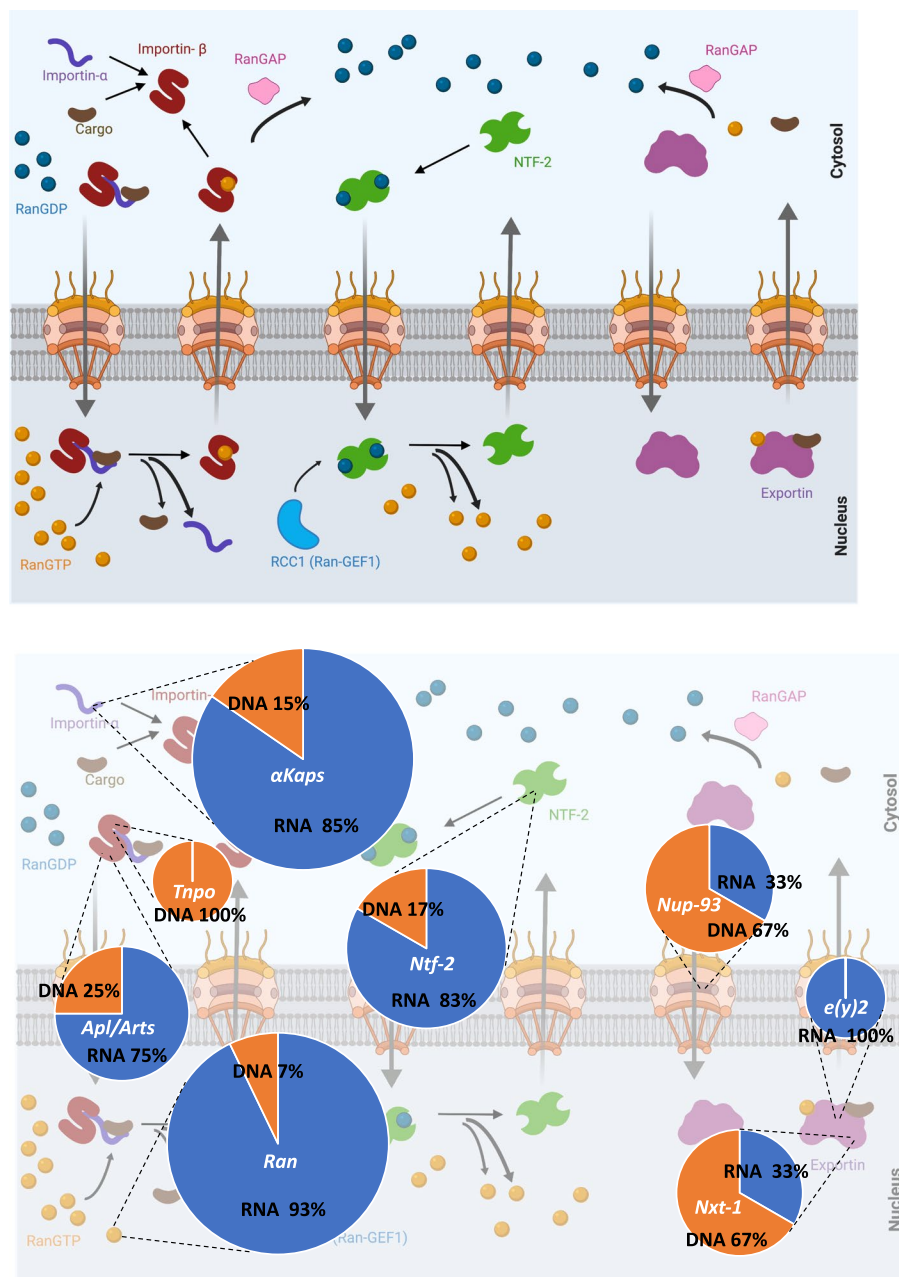 Importin- β
Importin-α
RanGAP
RanGAP
Cargo
NTF-2
Cytosol
RanGDP
Exportin
Nucleus
RanGTP
RCC1 (Ran-GEF1)
Importin-
Importin-α
RanGAP
DNA 15%
αKaps
RNA 85%
Cargo
NTF-2
Cytosol
RanGDP
Tnpo
DNA 100%
DNA 17%
Ntf-2
RNA 83%
RNA 33%
Nup-93
DNA 67%
DNA 25%
Apl/Arts
RNA 75%
e(y)2
RNA 100%
DNA 7%
Ran
RNA 93%
Exportin
RNA 33%
Nxt-1
DNA 67%
Nucleus
RanGTP
(Ran-GEF1)